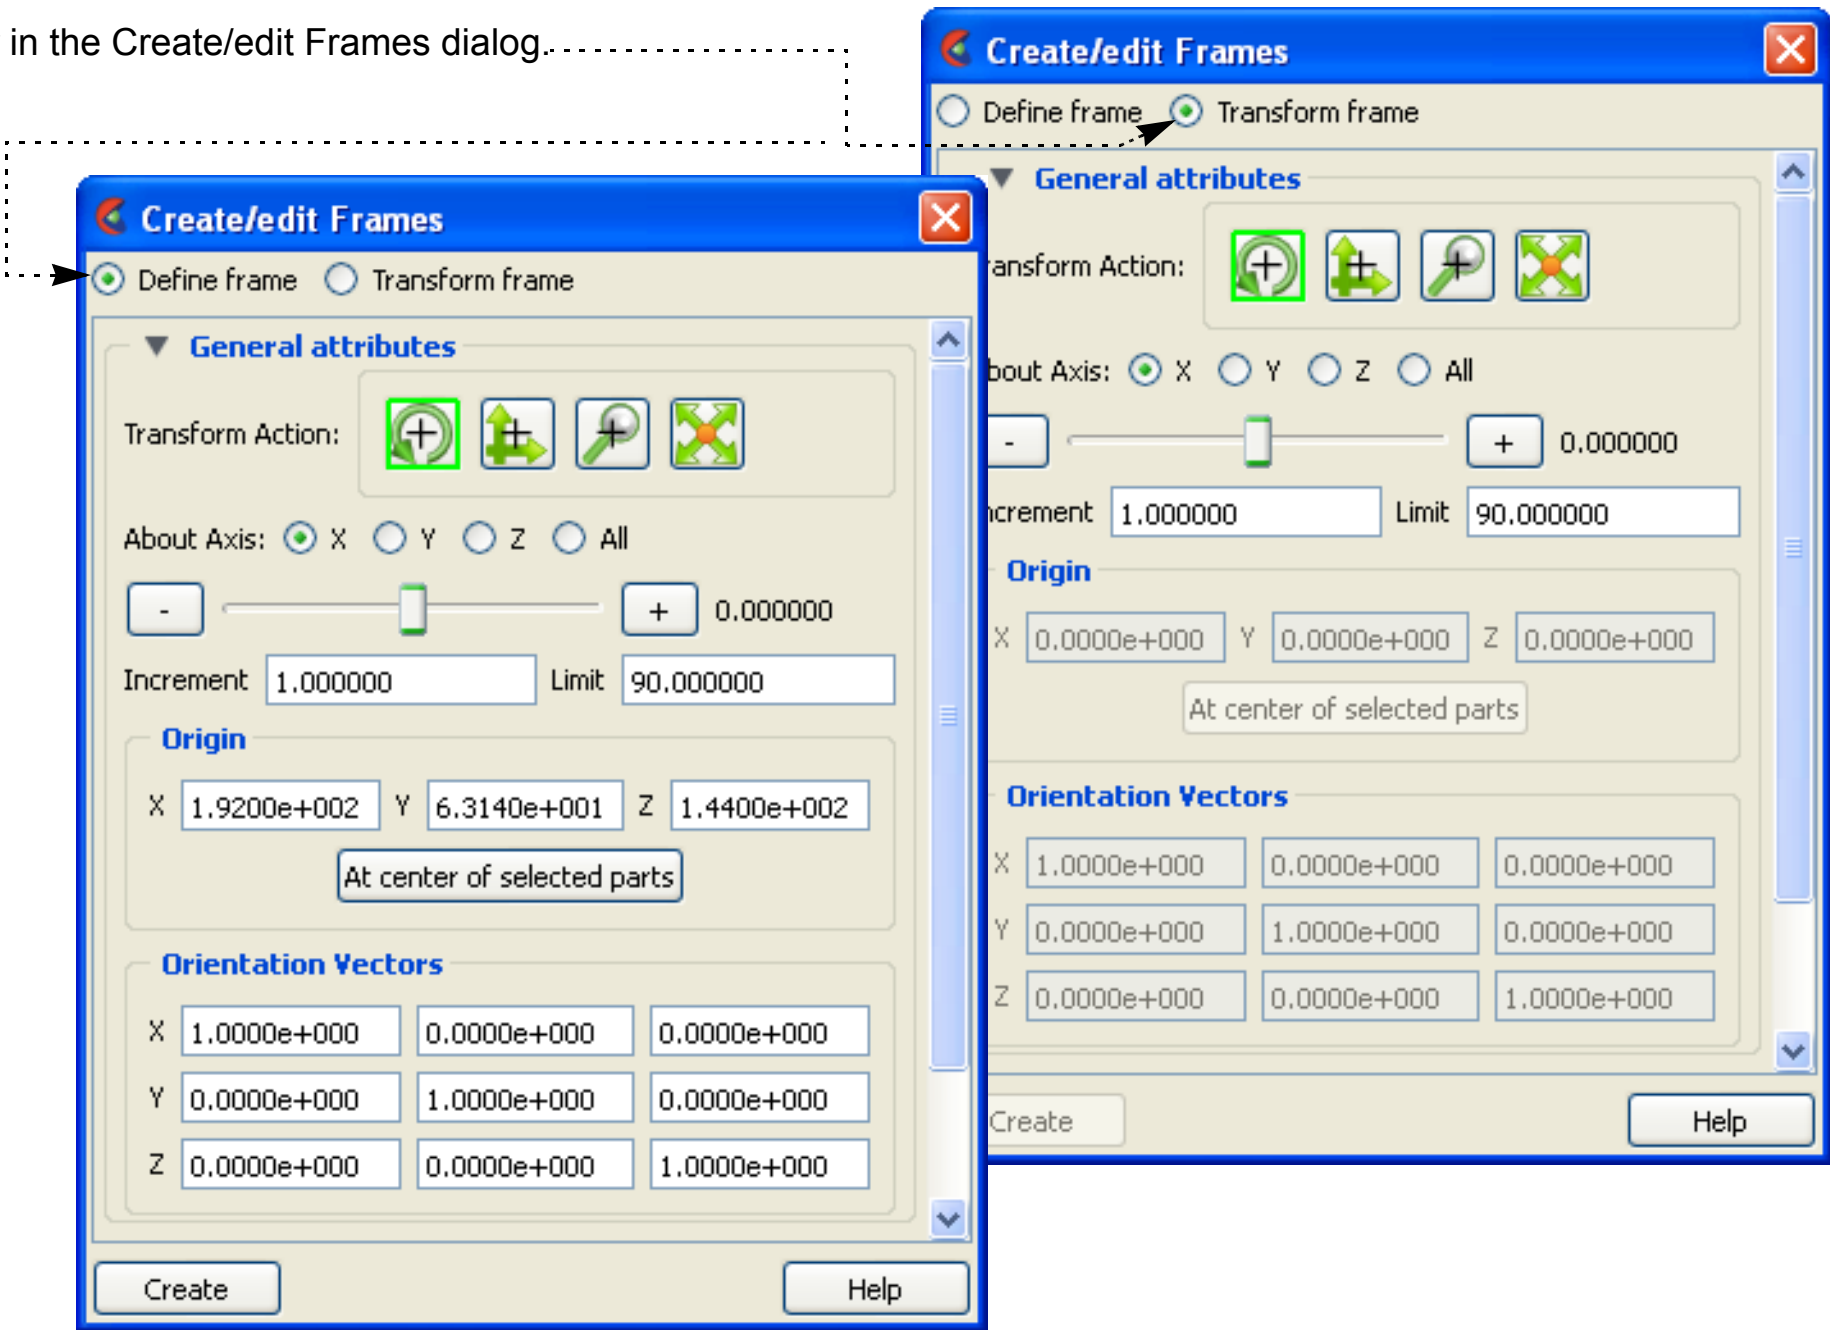 in the Create/edit Frames dialog.
Create/edit Frames
Define frame Transform frame
General attributes
ransform Action:
bout Axis: X Y Z All
- + 0.000000
ncrement 1.000000 Limit 90.000000
Origin
X 0.0000e+000 Y 0.0000e+000 Z 0.0000e+000
At center of selected parts
Orientation Vectors
X 1.0000e+000 0.0000e+000 0.0000e+000
Y 0.0000e+000 1.0000e+000 0.0000e+000
Z 0.0000e+000 0.0000e+000 1.0000e+000
Create Help
Create/edit Frames
Define frame Transform frame
General attributes
Transform Action:
About Axis: X Y Z All
- + 0.000000
Increment 1.000000 Limit 90.000000
Origin
X 1.9200e+002 Y 6.3140e+001 Z 1.4400e+002
At center of selected parts
Orientation Vectors
X 1.0000e+000 0.0000e+000 0.0000e+000
Y 0.0000e+000 1.0000e+000 0.0000e+000
Z 0.0000e+000 0.0000e+000 1.0000e+000
Create Help